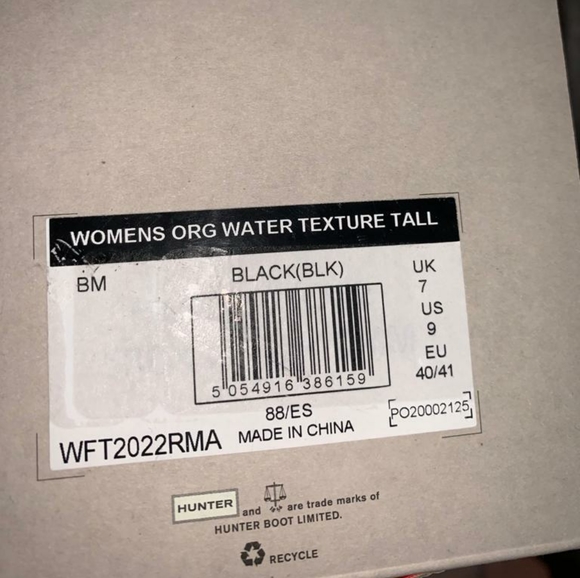 WOMENS ORG WATER TEXTURE TALL
BM
BLACK(BLK)
UK
7
US
9
EU
40/41
5 054916 386159
88/ES
MADE IN CHINA
PO20002125
WFT2022RMA
HUNTER and are trade marks of
HUNTER BOOT LIMITED.
RECYCLE